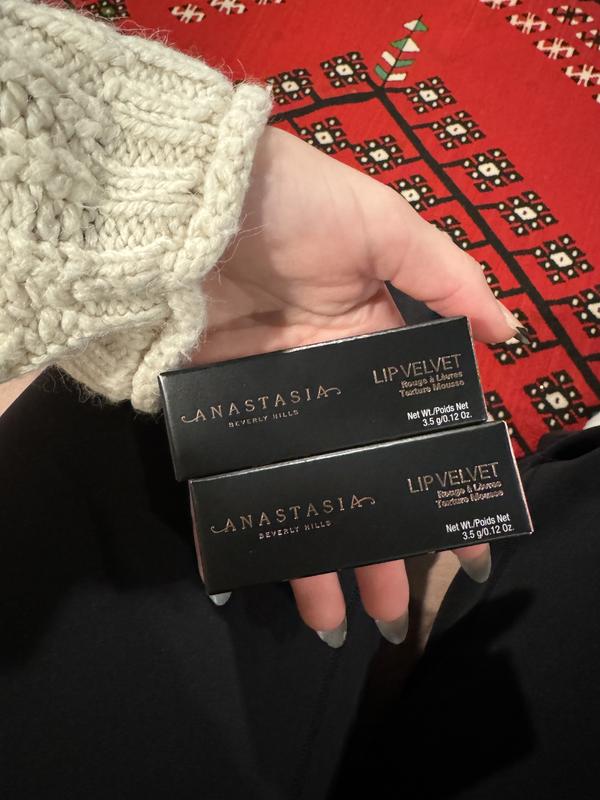 ANASTASIA
BEVERLY HILLS
LIP VELVET
Rouge à Lèvres
Texture Mousse
Net Wt./Poids Net
3.5 g/0.12 Oz.
ANASTASIA
BEVERLY HILLS
LIP VELVET
Rouge à Lèvres
Texture Mousse
Net Wt./Poids Net
3.5 g/0.12 Oz.